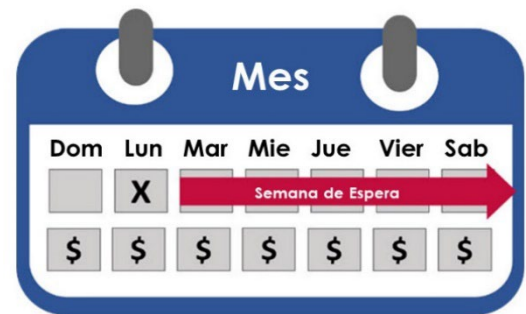 Mes
Dom Lun Mar Mie Jue Vier Sab
X Semana de Espera
$ $ $ $ $ $ $